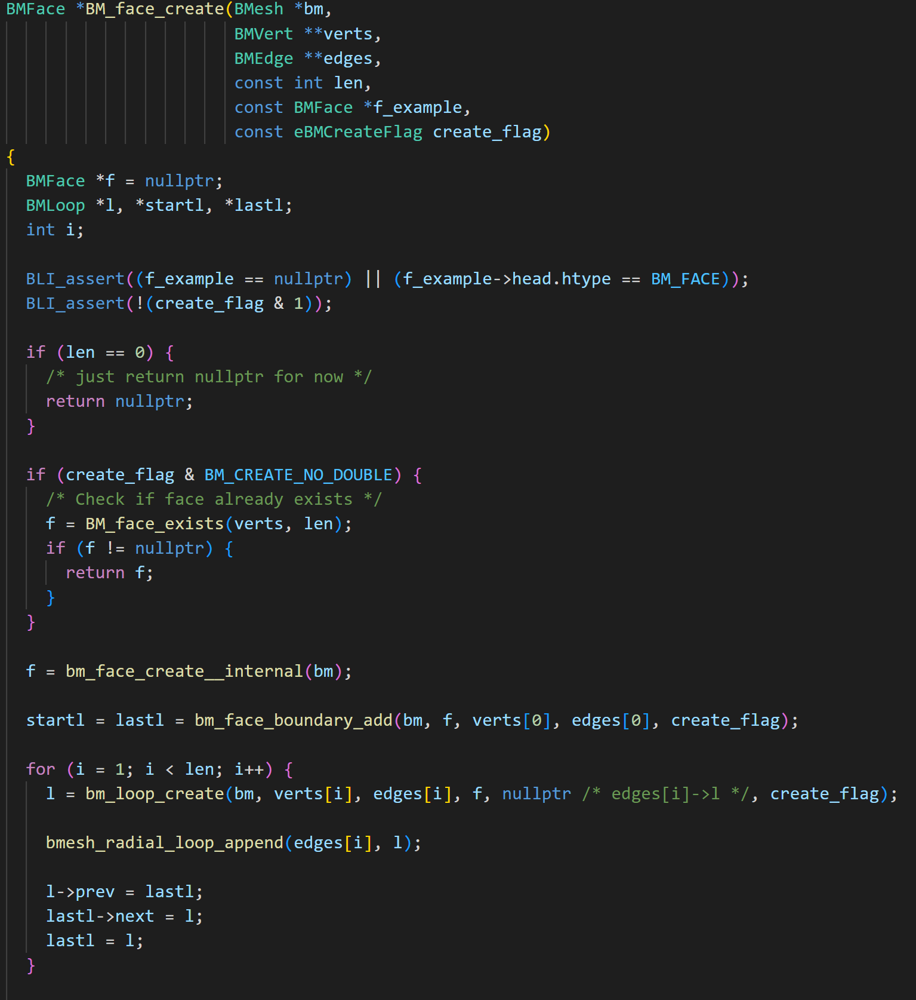 BMFace *BM_face_create(BMesh *bm,
                       BMVert **verts,
                       BMEdge **edges,
                       const int len,
                       const BMFace *f_example,
                       const eBMCreateFlag create_flag)
{
  BMFace *f = nullptr;
  BMLoop *l, *startl, *lastl;
  int i;

  BLI_assert((f_example == nullptr) || (f_example->head.htype == BM_FACE));
  BLI_assert(!(create_flag & 1));

  if (len == 0) {
    /* just return nullptr for now */
    return nullptr;
  }

  if (create_flag & BM_CREATE_NO_DOUBLE) {
    /* Check if face already exists */
    f = BM_face_exists(verts, len);
    if (f != nullptr) {
      return f;
    }
  }

  f = bm_face_create__internal(bm);

  startl = lastl = bm_face_boundary_add(bm, f, verts[0], edges[0], create_flag);

  for (i = 1; i < len; i++) {
    l = bm_loop_create(bm, verts[i], edges[i], f, nullptr /* edges[i]->l */, create_flag);

    bmesh_radial_loop_append(edges[i], l);

    l->prev = lastl;
    lastl->next = l;
    lastl = l;
  }